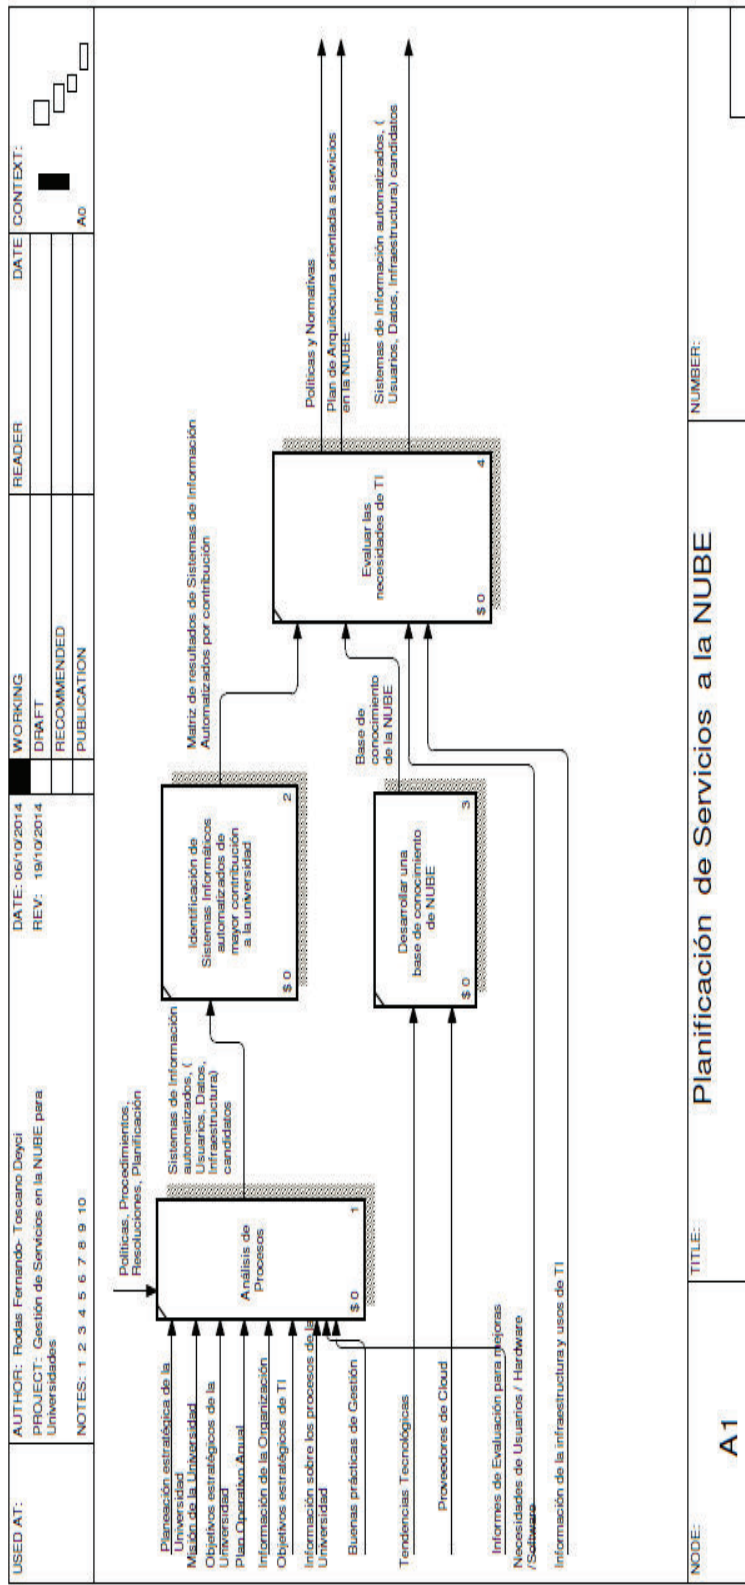 USED AT:
AUTHOR: Rodas Fernando- Toscano Deyci
PROJECT: Gestión de Servicios en la NUBE para
Universidades
NOTES: 1 2 3 4 5 6 7 8 9 10
DATE: 06/10/2014
REV: 19/10/2014
WORKING
DRAFT
RECOMMENDED
PUBLICATION
READER
DATE
CONTEXT:
A0
Políticas, Procedimientos,
Resoluciones, Planificación
Planeación estratégica de la
Universidad
Misión de la Universidad
Objetivos estratégicos de la
Universidad
Plan Operativo Anual
Información de la Organización
Objetivos estratégicos de TI
Información sobre los procesos de la
Universidad
Buenas prácticas de Gestión
Tendencias Tecnológicas
Proveedores de Cloud
Informes de Evaluación para mejoras
Necesidades de Usuarios / Hardware
/Software
Información de la infraestructura y usos de TI
Análisis de
Procesos
$ 0
1
Sistemas de Información
automatizados, (
Usuarios, Datos,
Infraestructura)
candidatos
Identificación de
Sistemas Informáticos
automatizados de
mayor contribución
a la universidad
$ 0
2
Matriz de resultados de Sistemas de Información
Automatizados por contribución
Desarrollar una
base de conocimiento
de NUBE
$ 0
3
Base de
conocimiento
de la NUBE
Evaluar las
necesidades de TI
$ 0
4
Políticas y Normativas
Plan de Arquitectura orientada a servicios
en la NUBE
Sistemas de Información automatizados, (
Usuarios, Datos, Infraestructura) candidatos
NODE:
A1
TITLE:
Planificación de Servicios a la NUBE
NUMBER: